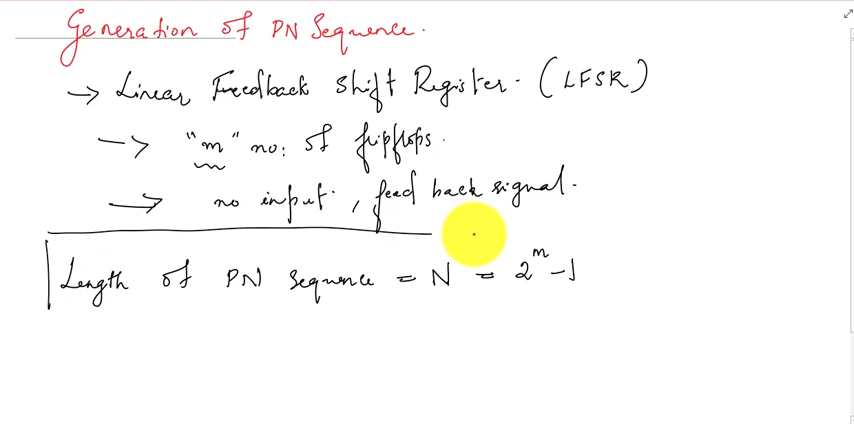 Generation of PN Sequence.
→ Linear Feedback Shift Register. (LFSR)
→ "m" no: of flipflops.
→ no input, feed back signal.
Length of PN Sequence = N = 2^m - 1